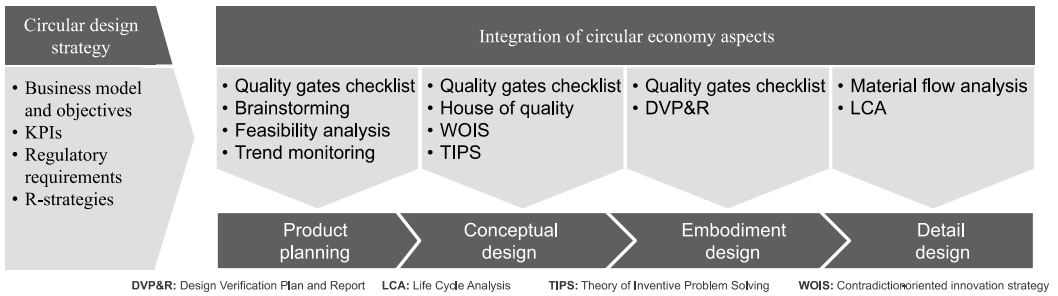 Circular design
strategy
• Business model
and objectives
• KPIs
• Regulatory
requirements
• R-strategies
Integration of circular economy aspects
• Quality gates checklist
• Brainstorming
• Feasibility analysis
• Trend monitoring
• Quality gates checklist
• House of quality
• WOIS
• TIPS
• Quality gates checklist
• DVP&R
• Material flow analysis
• LCA
Product
planning
Conceptual
design
Embodiment
design
Detail
design
DVP&R: Design Verification Plan and Report LCA: Life Cycle Analysis TIPS: Theory of Inventive Problem Solving WOIS: Contradiction-oriented innovation strategy